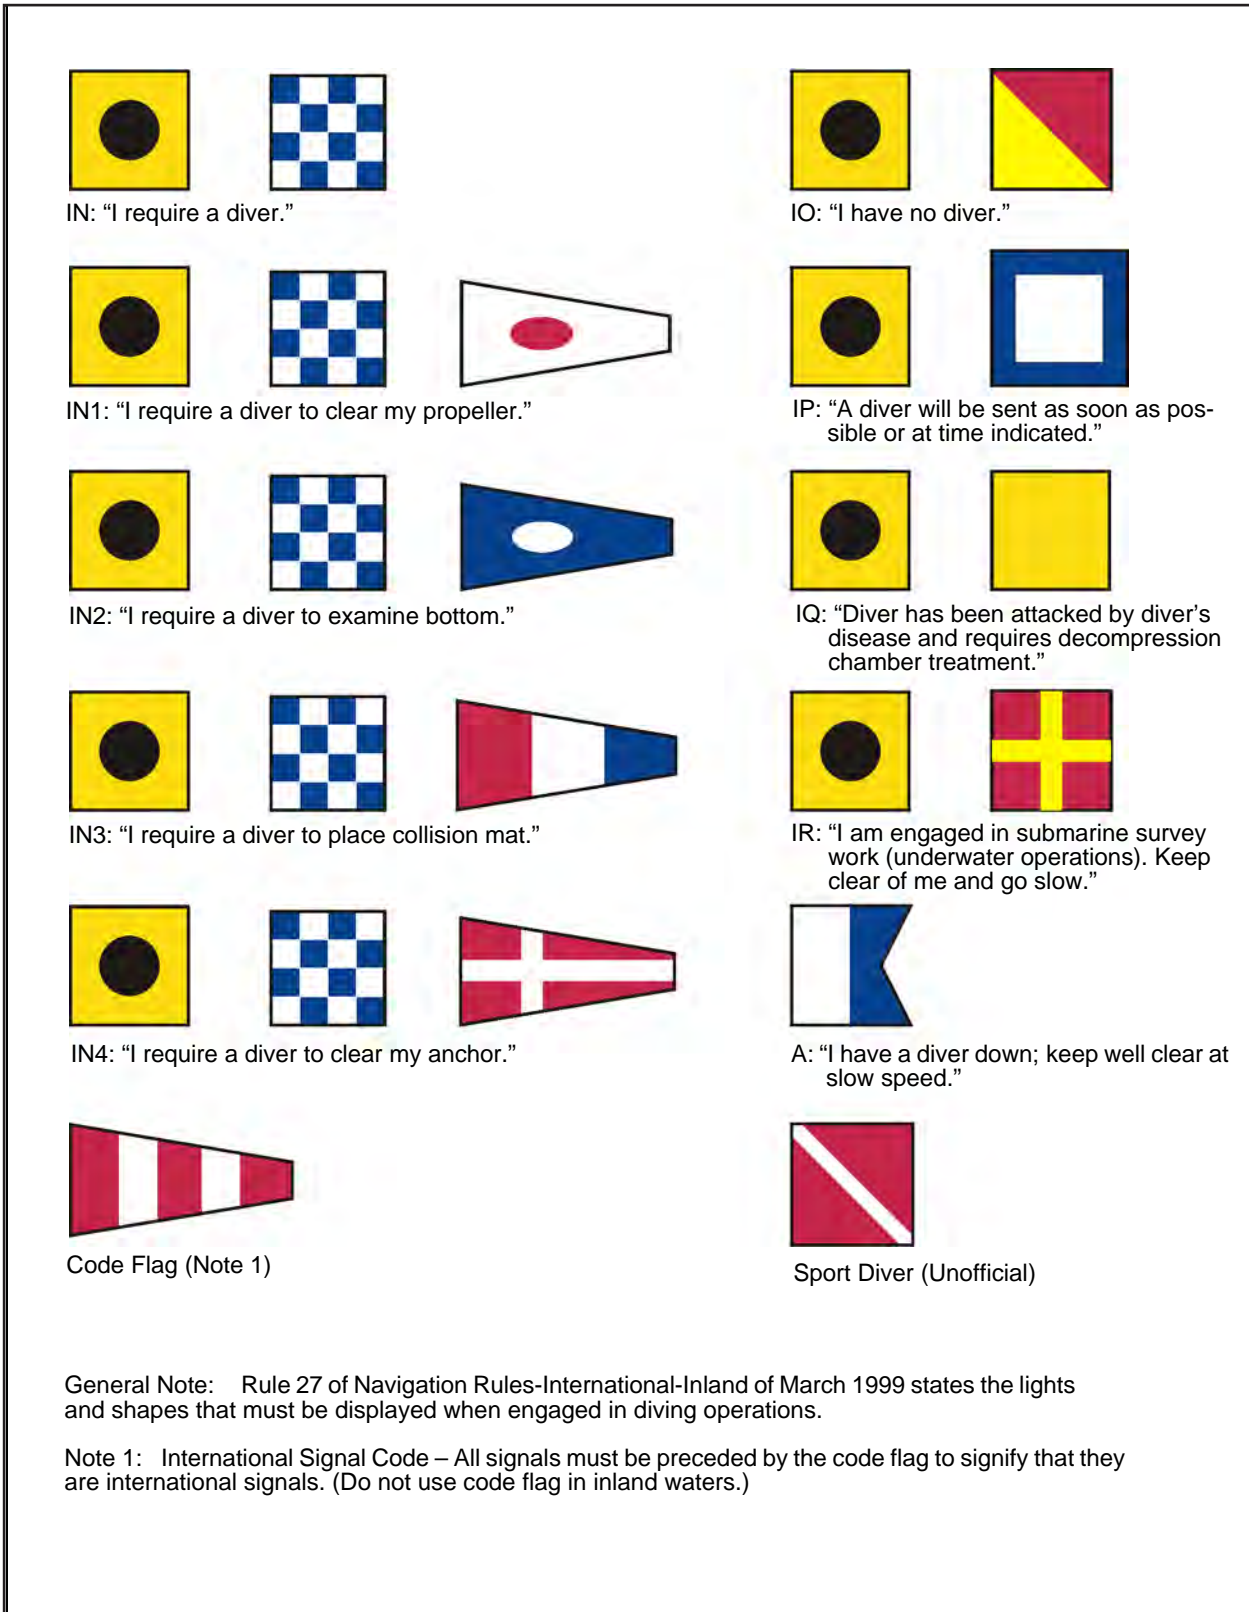 IN: “I require a diver.”
IO: “I have no diver.”
IN1: “I require a diver to clear my propeller.”
IP: “A diver will be sent as soon as pos-
sible or at time indicated.”
IN2: “I require a diver to examine bottom.”
IQ: “Diver has been attacked by diver’s
disease and requires decompression
chamber treatment.”
IN3: “I require a diver to place collision mat.”
IR: “I am engaged in submarine survey
work (underwater operations). Keep
clear of me and go slow.”
IN4: “I require a diver to clear my anchor.”
A: “I have a diver down; keep well clear at
slow speed.”
Code Flag (Note 1)
Sport Diver (Unofficial)
General Note: Rule 27 of Navigation Rules-International-Inland of March 1999 states the lights
and shapes that must be displayed when engaged in diving operations.
Note 1: International Signal Code – All signals must be preceded by the code flag to signify that they
are international signals. (Do not use code flag in inland waters.)